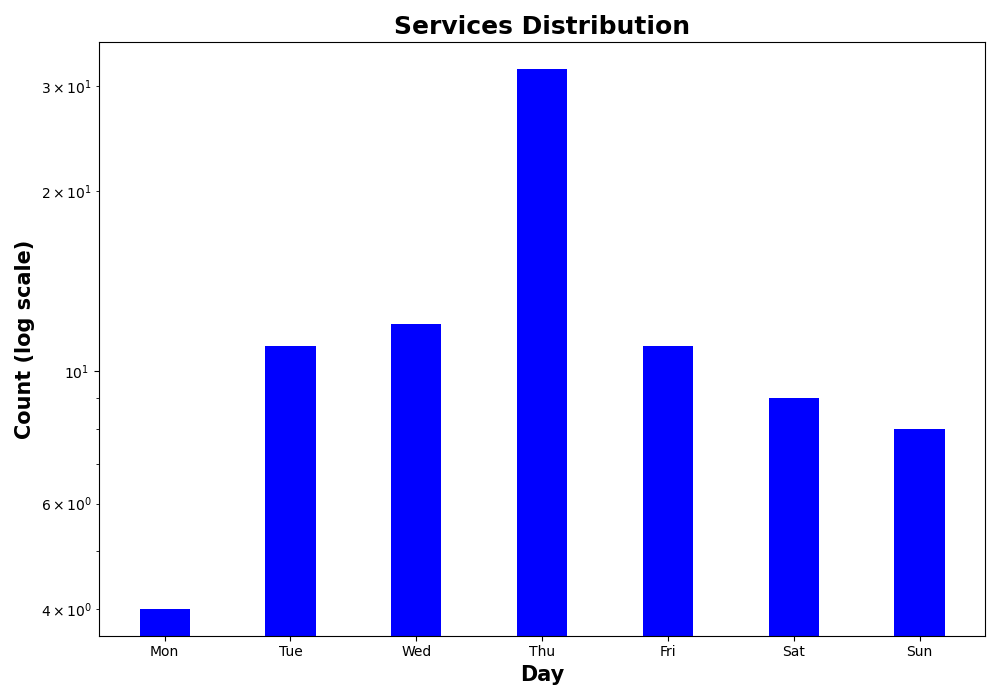 Services Distribution
Count (log scale)
3 × 10¹
2 × 10¹
10¹
6 × 10⁰
4 × 10⁰
Mon Tue Wed Thu Fri Sat Sun
Day